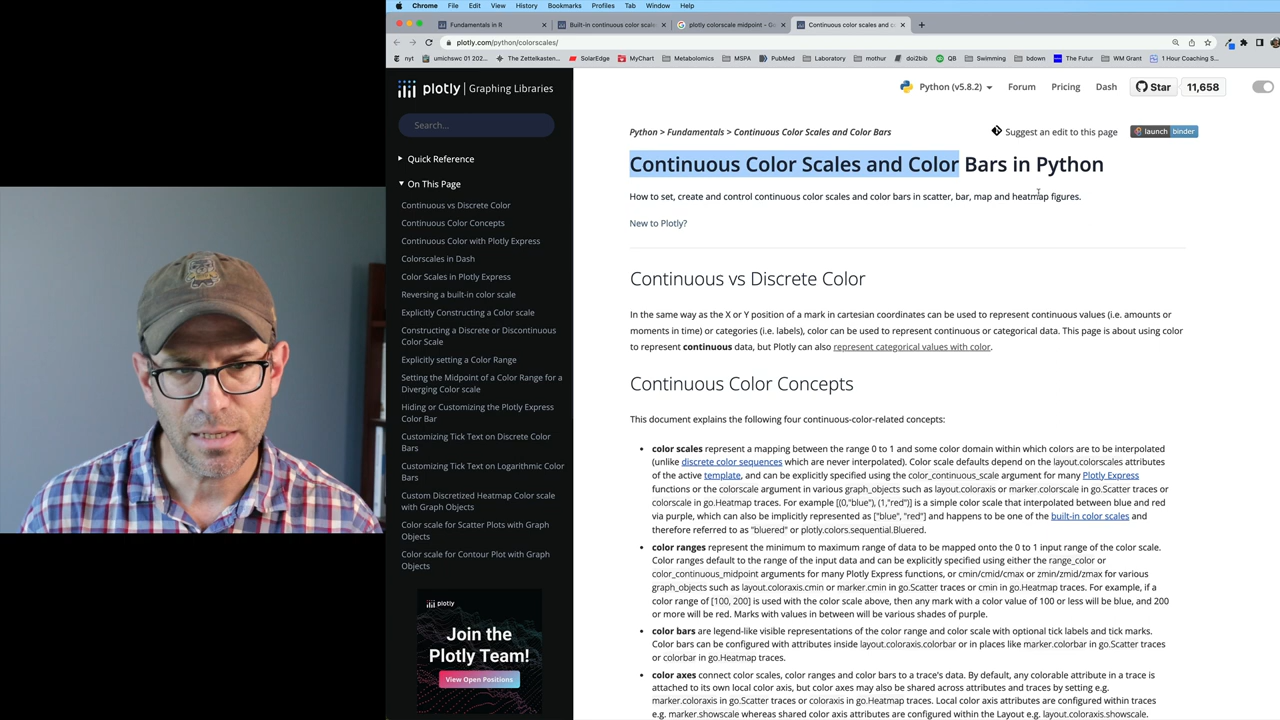 Chrome File Edit View History Bookmarks Profiles Tab Window Help
Fundamentals in R
Built-in continuous color scale
plotly colorscale midpoint - G
Continuous color scales and c
plotly.com/python/colorscales/
nyt
umichswc 01 202...
The Zettelkasten...
SolarEdge
MyChart
Metabolomics
MSPA
PubMed
Laboratory
mothur
doi2bib
QB
Swimming
bdown
The Futur
WM Grant
1 Hour Coaching S...
plotly | Graphing Libraries
Search...
Quick Reference
On This Page
Continuous vs Discrete Color
Continuous Color Concepts
Continuous Color with Plotly Express
Colorscales in Dash
Color Scales in Plotly Express
Reversing a built-in color scale
Explicitly Constructing a Color scale
Constructing a Discrete or Discontinuous
Color Scale
Explicitly setting a Color Range
Setting the Midpoint of a Color Range for a
Diverging Color scale
Hiding or Customizing the Plotly Express
Color Bar
Customizing Tick Text on Discrete Color
Bars
Customizing Tick Text on Logarithmic Color
Bars
Custom Discretized Heatmap Color scale
with Graph Objects
Color scale for Scatter Plots with Graph
Objects
Color scale for Contour Plot with Graph
Objects
plotly
Join the
Plotly Team!
View Open Positions
Python (v5.8.2)
Forum
Pricing
Dash
Star
11,658
Python > Fundamentals > Continuous Color Scales and Color Bars
Suggest an edit to this page
launch binder
Continuous Color Scales and Color Bars in Python
How to set, create and control continuous color scales and color bars in scatter, bar, map and heatmap figures.
New to Plotly?
Continuous vs Discrete Color
In the same way as the X or Y position of a mark in cartesian coordinates can be used to represent continuous values (i.e. amounts or
moments in time) or categories (i.e. labels), color can be used to represent continuous or categorical data. This page is about using color
to represent continuous data, but Plotly can also represent categorical values with color.
Continuous Color Concepts
This document explains the following four continuous-color-related concepts:
• color scales represent a mapping between the range 0 to 1 and some color domain within which colors are to be interpolated
(unlike discrete color sequences which are never interpolated). Color scale defaults depend on the layout.colorscales attributes
of the active template, and can be explicitly specified using the color_continuous_scale argument for many Plotly Express
functions or the colorscale argument in various graph_objects such as layout.coloraxis or marker.colorscale in go.Scatter traces or
colorscale in go.Heatmap traces. For example [(0,"blue"), (1,"red")] is a simple color scale that interpolated between blue and red
via purple, which can also be implicitly represented as ["blue", "red"] and happens to be one of the built-in color scales and
therefore referred to as "bluered" or plotly.colors.sequential.Bluered.
• color ranges represent the minimum to maximum range of data to be mapped onto the 0 to 1 input range of the color scale.
Color ranges default to the range of the input data and can be explicitly specified using either the range_color or
color_continuous_midpoint arguments for many Plotly Express functions, or cmin/cmid/cmax or zmin/zmid/zmax for various
graph_objects such as layout.coloraxis.cmin or marker.cmin in go.Scatter traces or cmin in go.Heatmap traces. For example, if a
color range of [100, 200] is used with the color scale above, then any mark with a color value of 100 or less will be blue, and 200
or more will be red. Marks with values in between will be various shades of purple.
• color bars are legend-like visible representations of the color range and color scale with optional tick labels and tick marks.
Color bars can be configured with attributes inside layout.coloraxis.colorbar or in places like marker.colorbar in go.Scatter traces
or colorbar in go.Heatmap traces.
• color axes connect color scales, color ranges and color bars to a trace's data. By default, any colorable attribute in a trace is
attached to its own local color axis, but color axes may also be shared across attributes and traces by setting e.g.
marker.coloraxis in go.Scatter traces or coloraxis in go.Heatmap traces. Local color axis attributes are configured within traces
e.g. marker.showscale whereas shared color axis attributes are configured within the Layout e.g. layout.coloraxis.showscale.